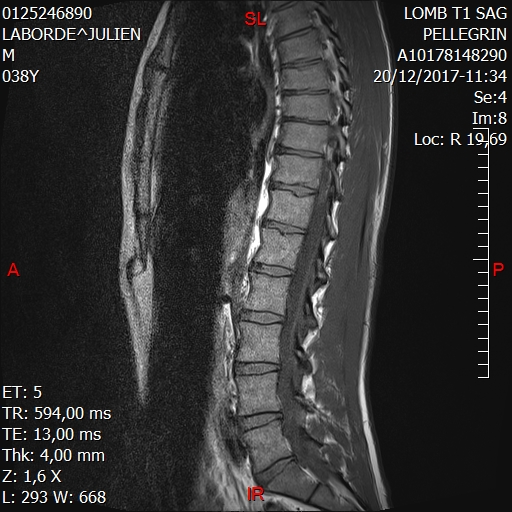 0125246890
LABORDE^JULIEN
M
038Y
SL
LOMB T1 SAG
PELLEGRIN
A10178148290
20/12/2017-11:34
Se:4
Im:8
Loc: R 19,69
A
P
ET: 5
TR: 594,00 ms
TE: 13,00 ms
Thk: 4,00 mm
Z: 1,6 X
L: 293 W: 668
IR